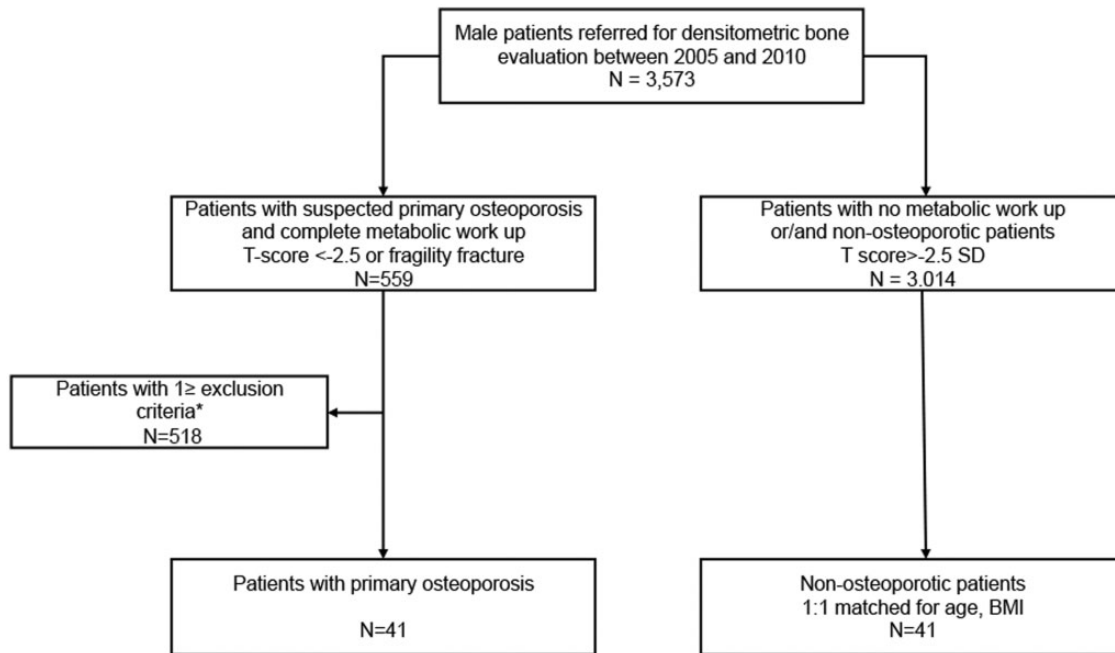 Male patients referred for densitometric bone
evaluation between 2005 and 2010
N = 3,573
Patients with suspected primary osteoporosis
and complete metabolic work up
T-score <-2.5 or fragility fracture
N=559
Patients with no metabolic work up
or/and non-osteoporotic patients
T score>-2.5 SD
N = 3.014
Patients with 1≥ exclusion
criteria*
N=518
Patients with primary osteoporosis
N=41
Non-osteoporotic patients
1:1 matched for age, BMI
N=41